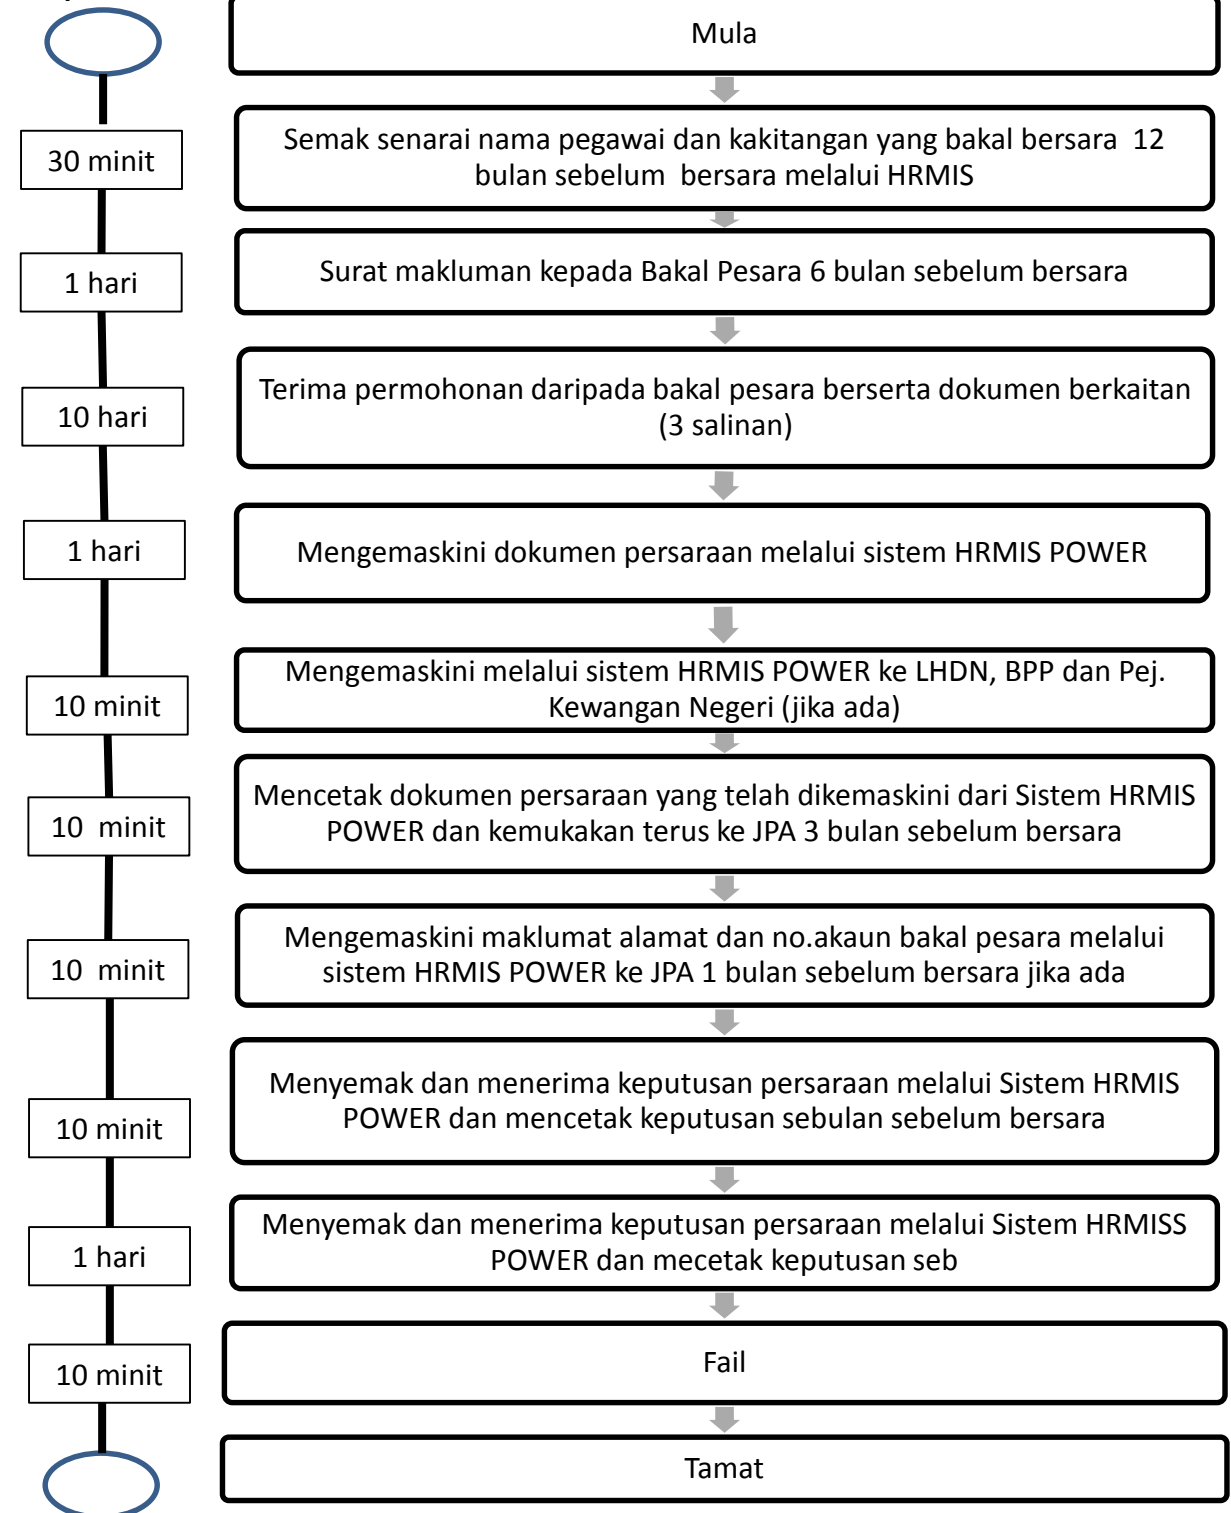 Mula
30 minit
Semak senarai nama pegawai dan kakitangan yang bakal bersara 12
bulan sebelum bersara melalui HRMIS
1 hari
Surat makluman kepada Bakal Pesara 6 bulan sebelum bersara
10 hari
Terima permohonan daripada bakal pesara berserta dokumen berkaitan
(3 salinan)
1 hari
Mengemaskini dokumen persaraan melalui sistem HRMIS POWER
10 minit
Mengemaskini melalui sistem HRMIS POWER ke LHDN, BPP dan Pej.
Kewangan Negeri (jika ada)
10 minit
Mencetak dokumen persaraan yang telah dikemaskini dari Sistem HRMIS
POWER dan kemukakan terus ke JPA 3 bulan sebelum bersara
10 minit
Mengemaskini maklumat alamat dan no.akaun bakal pesara melalui
sistem HRMIS POWER ke JPA 1 bulan sebelum bersara jika ada
10 minit
Menyemak dan menerima keputusan persaraan melalui Sistem HRMIS
POWER dan mencetak keputusan sebulan sebelum bersara
1 hari
Menyemak dan menerima keputusan persaraan melalui Sistem HRMISS
POWER dan mecetak keputusan seb
10 minit
Fail
Tamat